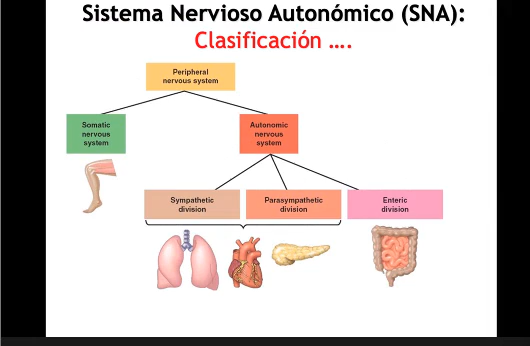 Sistema Nervioso Autonómico (SNA):
Clasificación ....
Peripheral
nervous system
Somatic
nervous
system
Autonomic
nervous
system
Sympathetic
division
Parasympathetic
division
Enteric
division